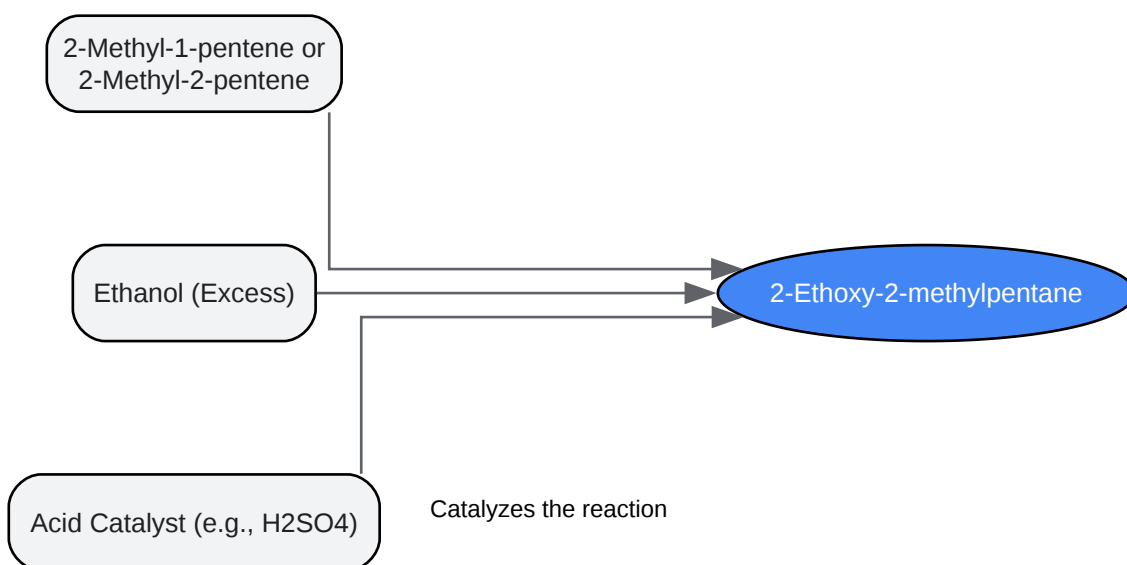 2-Methyl-1-pentene or
2-Methyl-2-pentene
Ethanol (Excess)
2-Ethoxy-2-methylpentane
Acid Catalyst (e.g., H2SO4)
Catalyzes the reaction